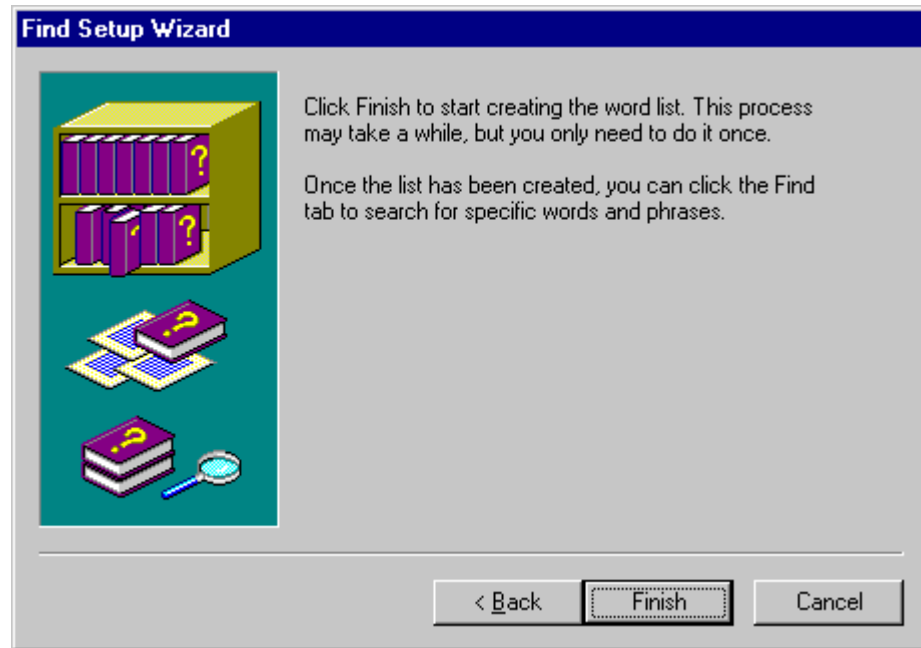 Find Setup Wizard
Click Finish to start creating the word list. This process
may take a while, but you only need to do it once.
Once the list has been created, you can click the Find
tab to search for specific words and phrases.
< Back
Finish
Cancel